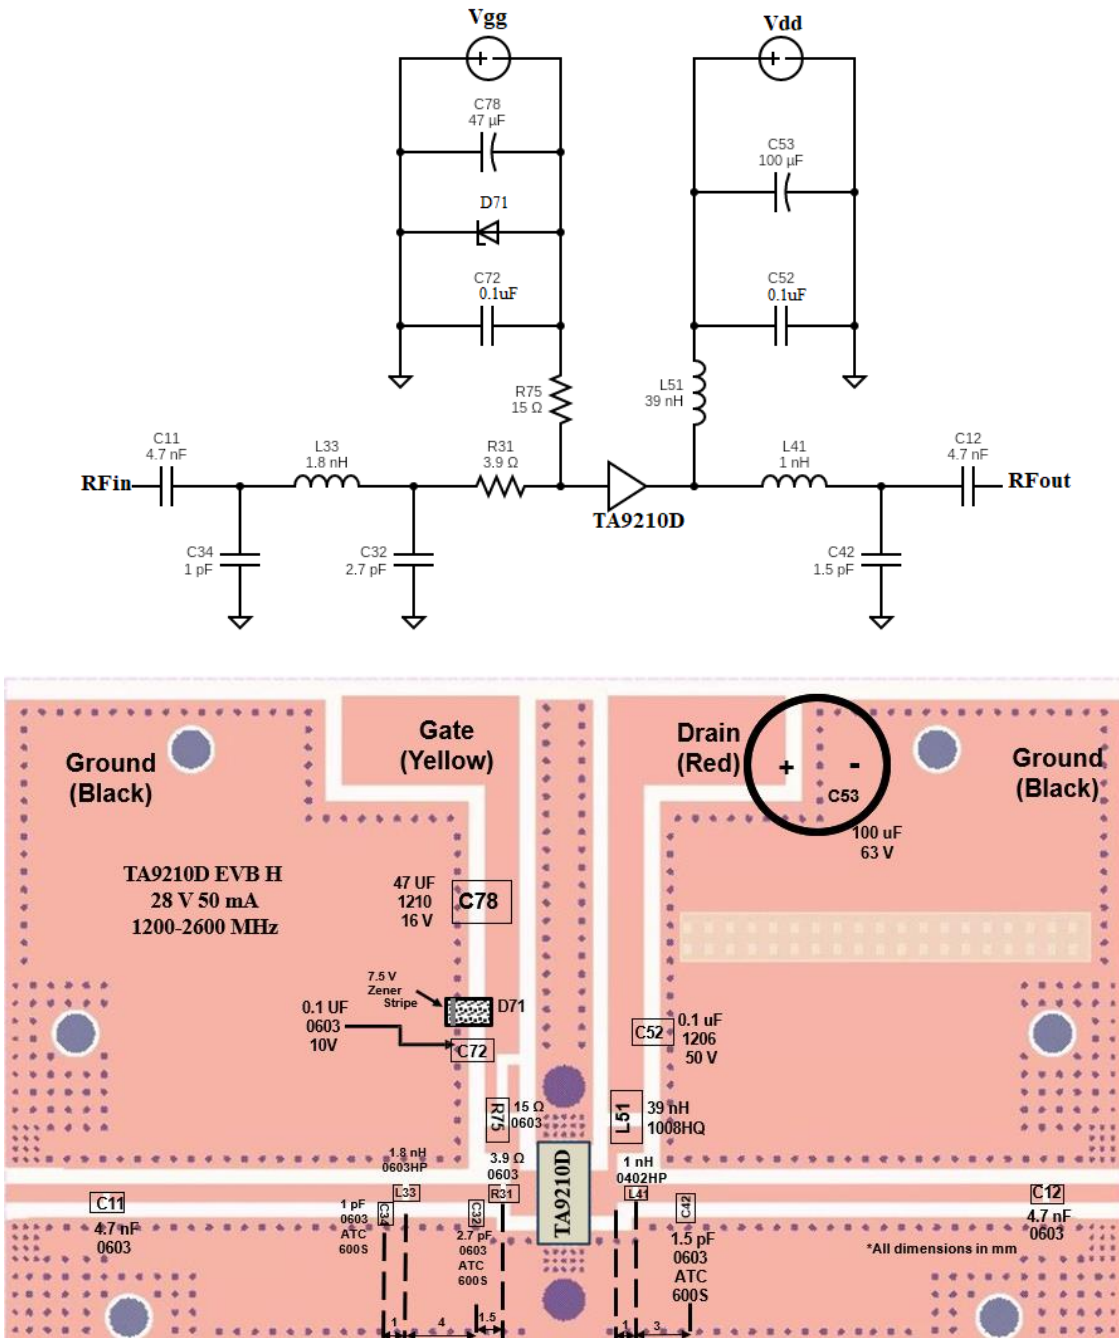 Vgg
Vdd
C78
47 µF
C53
100 µF
D71
C72
0.1uF
C52
0.1uF
R75
15 Ω
L51
39 nH
C11
4.7 nF
L33
1.8 nH
R31
3.9 Ω
L41
1 nH
C12
4.7 nF
RFin
RFout
TA9210D
C34
1 pF
C32
2.7 pF
C42
1.5 pF
Ground
(Black)
Gate
(Yellow)
Drain
(Red)
+ -
C53
Ground
(Black)
100 uF
63 V
TA9210D EVB H
28 V 50 mA
1200-2600 MHz
47 UF
1210
16 V
C78
7.5 V
Zener
Stripe
D71
0.1 UF
0603
10V
C72
C52
0.1 uF
1206
50 V
R75
15 Ω
0603
L51
39 nH
1008HQ
1.8 nH
0603HP
3.9 Ω
0603
TA9210D
1 nH
0402HP
C11
4.7 nF
0603
L33
R31
L41
C12
4.7 nF
0603
1 pF
0603
ATC
600S
C34
C32
2.7 pF
0603
ATC
600S
C42
1.5 pF
0603
ATC
600S
*All dimensions in mm
1
4
1.5
1
3